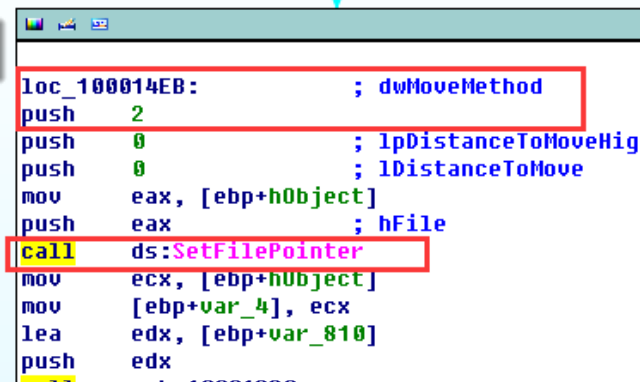 loc_100014EB: ; dwMoveMethod
push 2
push 0 ; lpDistanceToMoveHig
push 0 ; lDistanceToMove
mov eax, [ebp+hObject]
push eax ; hFile
call ds:SetFilePointer
mov ecx, [ebp+hObject]
mov [ebp+var_4], ecx
lea edx, [ebp+var_810]
push edx